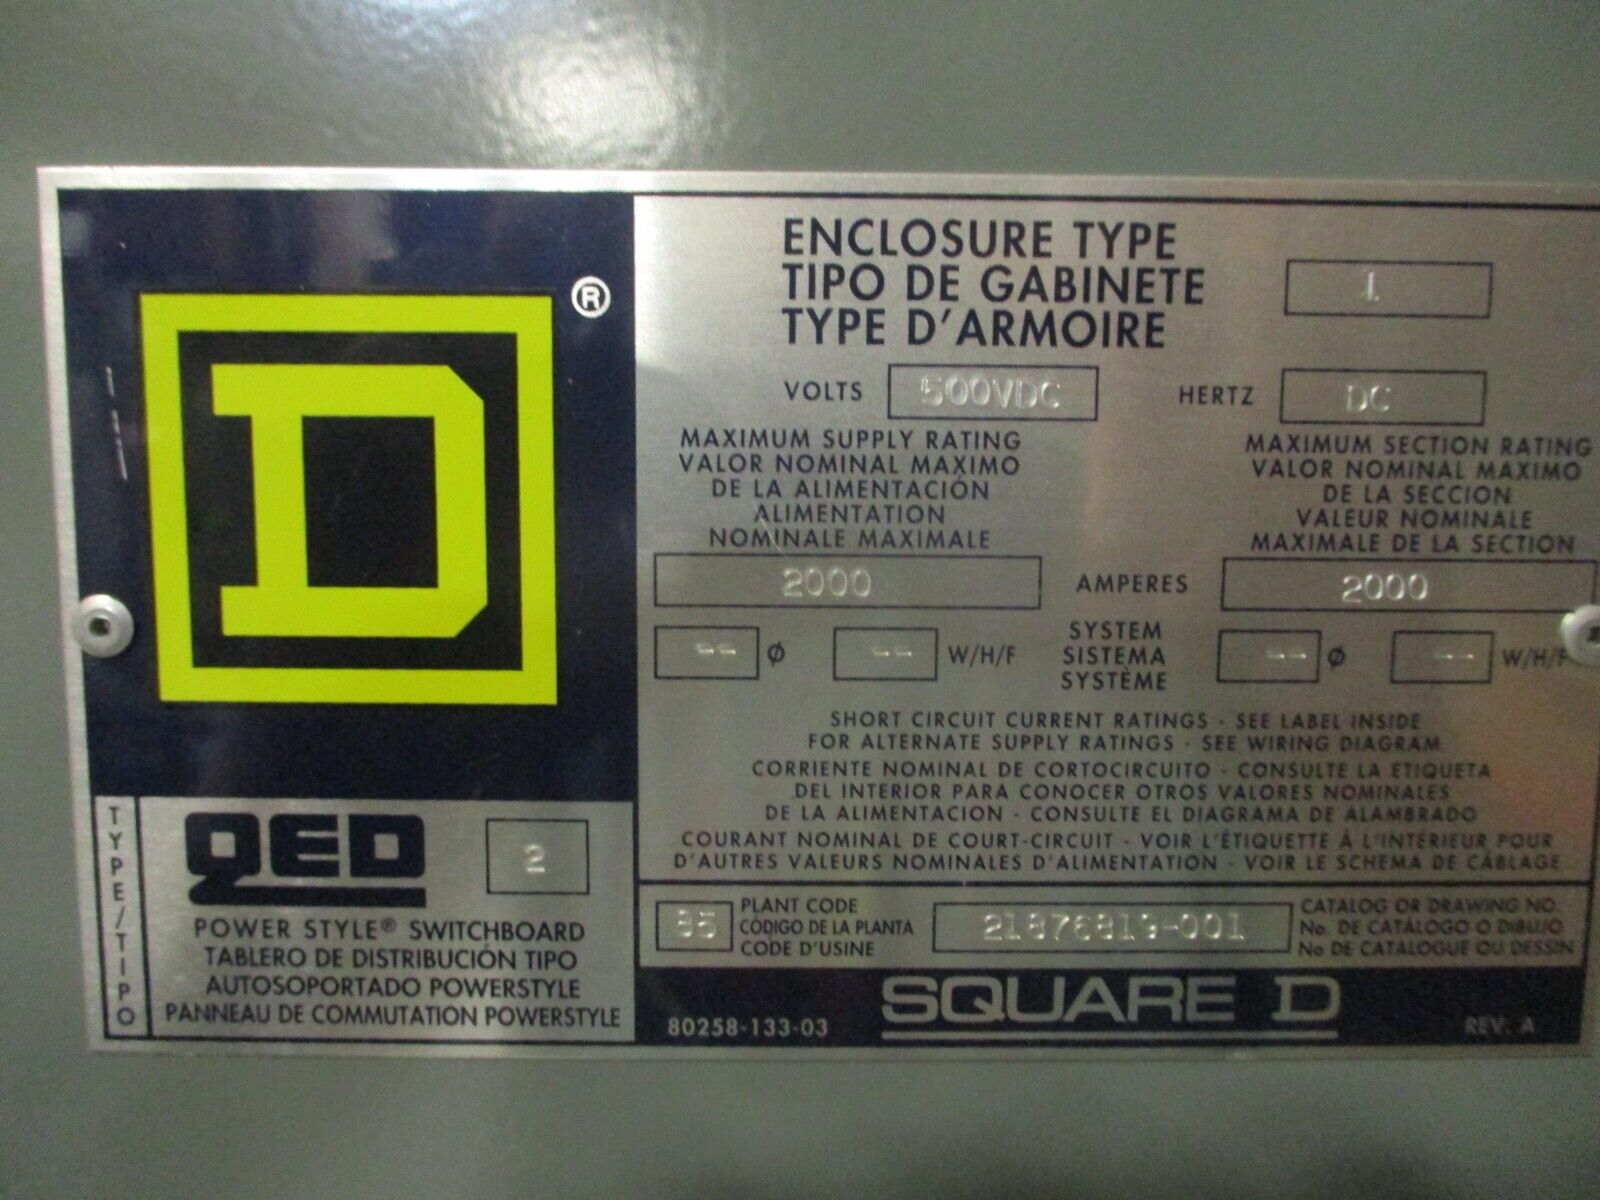 D
®
TYPE/TIPO
QED 2
POWER STYLE® SWITCHBOARD
TABLERO DE DISTRIBUCIÓN TIPO
AUTOSOPORTADO POWERSTYLE
PANNEAU DE COMMUTATION POWERSTYLE
ENCLOSURE TYPE
TIPO DE GABINETE
TYPE D'ARMOIRE
1
VOLTS 500VDC HERTZ DC
MAXIMUM SUPPLY RATING
VALOR NOMINAL MAXIMO
DE LA ALIMENTACIÓN
ALIMENTATION
NOMINALE MAXIMALE
MAXIMUM SECTION RATING
VALOR NOMINAL MAXIMO
DE LA SECCION
VALEUR NOMINALE
MAXIMALE DE LA SECTION
2000 AMPERES 2000
-- Ø -- W/H/F
SYSTEM
SISTEMA
SYSTÈME
-- Ø -- W/H/F
SHORT CIRCUIT CURRENT RATINGS - SEE LABEL INSIDE
FOR ALTERNATE SUPPLY RATINGS - SEE WIRING DIAGRAM
CORRIENTE NOMINAL DE CORTOCIRCUITO - CONSULTE LA ETIQUETA
DEL INTERIOR PARA CONOCER OTROS VALORES NOMINALES
DE LA ALIMENTACION - CONSULTE EL DIAGRAMA DE ALAMBRADO
COURANT NOMINAL DE COURT-CIRCUIT - VOIR L'ÉTIQUETTE À L'INTÉRIEUR POUR
D'AUTRES VALEURS NOMINALES D'ALIMENTATION - VOIR LE SCHEMA DE CÂBLAGE
85
PLANT CODE
CÓDIGO DE LA PLANTA
CODE D'USINE
21876819-001
CATALOG OR DRAWING NO.
No. DE CATÁLOGO O DIBUJO
No DE CATALOGUE OU DESSIN
80258-133-03 SQUARE D REV. A